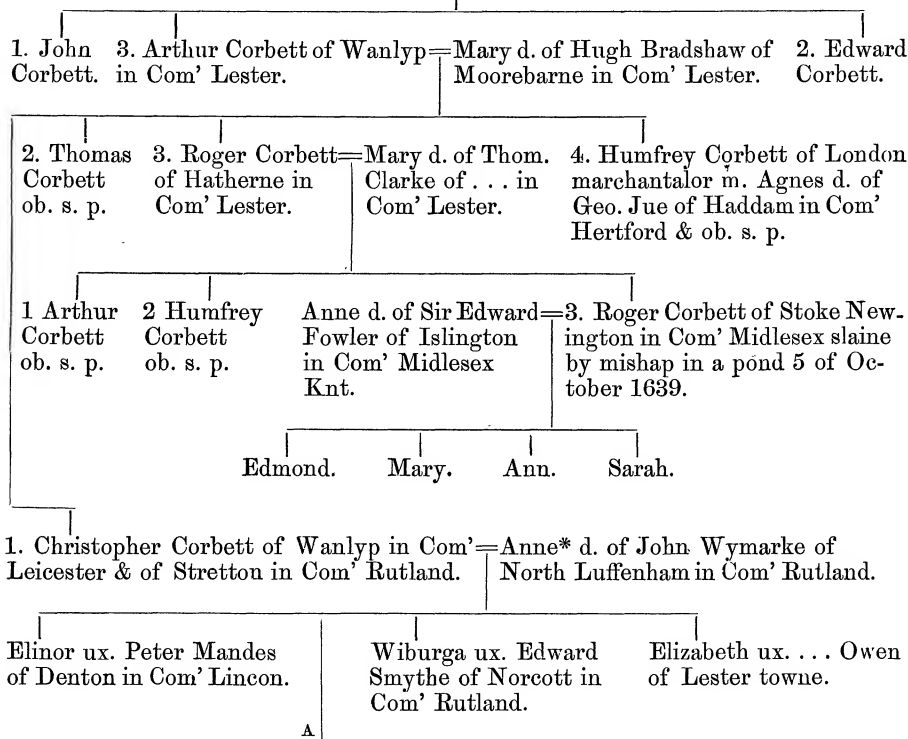 1. John 3. Arthur Corbett of Wanlyp=Mary d. of Hugh Bradshaw of 2. Edward
Corbett. in Com' Lester. Moorebarne in Com' Lester. Corbett.
2. Thomas 3. Roger Corbett=Mary d. of Thom. 4. Humfrey Corbett of London
Corbett of Hatherne in Clarke of . . . in marchantalor m. Agnes d. of
ob. s. p. Com' Lester. Com' Lester. Geo. Jue of Haddam in Com'
Hertford & ob. s. p.
1 Arthur 2 Humfrey Anne d. of Sir Edward=3. Roger Corbett of Stoke New-
Corbett Corbett Fowler of Islington ington in Com' Midlesex slaine
ob. s. p. ob. s. p. in Com' Midlesex by mishap in a pond 5 of Oc-
Knt. tober 1639.
Edmond. Mary. Ann. Sarah.
1. Christopher Corbett of Wanlyp in Com'=Anne* d. of John Wymarke of
Leicester & of Stretton in Com' Rutland. North Luffenham in Com' Rutland.
Elinor ux. Peter Mandes Wiburga ux. Edward Elizabeth ux. . . . Owen
of Denton in Com' Lincon. Smythe of Norcott in of Lester towne.
Com' Rutland.
A